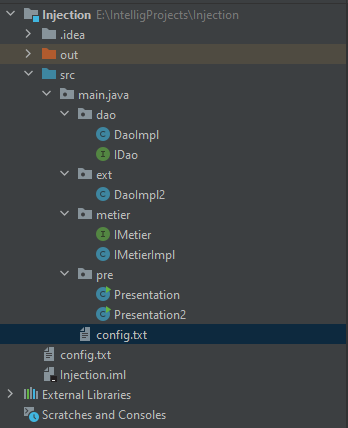 Injection E:\IntelligProjects\Injection
.idea
out
src
main.java
dao
DaoImpl
IDao
ext
DaoImpl2
metier
IMetier
IMetierImpl
pre
Presentation
Presentation2
config.txt
config.txt
Injection.iml
External Libraries
Scratches and Consoles